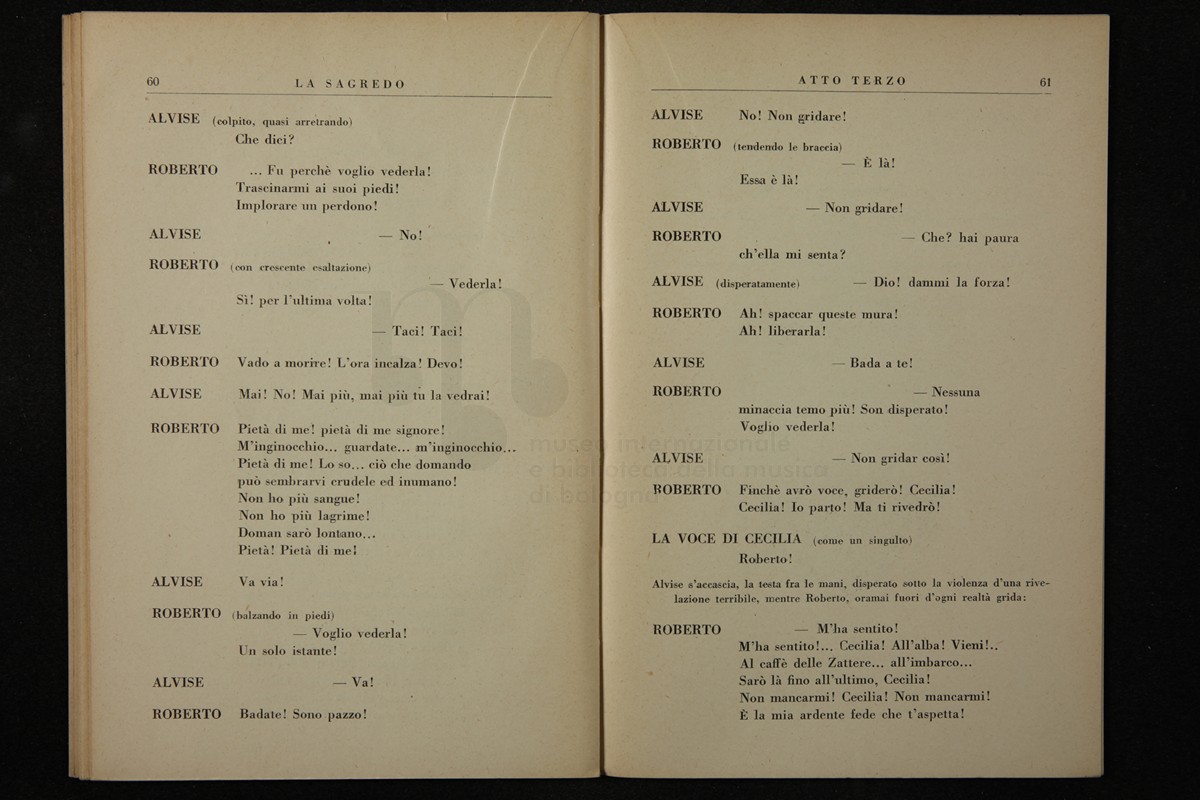 60
LA SAGREDO
ALVISE (colpito, quasi arretrando)
Che dici?
ROBERTO ... Fu perchè voglio vederla!
Trascinarmi ai suoi piedi!
Implorare un perdono!
ALVISE — No!
ROBERTO (con crescente esaltazione)
— Vederla!
Sì! per l'ultima volta!
ALVISE — Taci! Taci!
ROBERTO Vado a morire! L'ora incalza! Devo!
ALVISE Mai! No! Mai più, mai più tu la vedrai!
ROBERTO Pietà di me! pietà di me signore!
M'inginocchio... guardate... m'inginocchio...
Pietà di me! Lo so... ciò che domando
può sembrarvi crudele ed inumano!
Non ho più sangue!
Non ho più lagrime!
Doman sarò lontano...
Pietà! Pietà di me!
ALVISE Va via!
ROBERTO (balzando in piedi)
— Voglio vederla!
Un solo istante!
ALVISE — Va!
ROBERTO Badate! Sono pazzo!
ATTO TERZO
61
ALVISE No! Non gridare!
ROBERTO (tendendo le braccia)
— È là!
Essa è là!
ALVISE — Non gridare!
ROBERTO — Che? hai paura
ch'ella mi senta?
ALVISE (disperatamente) — Dio! dammi la forza!
ROBERTO Ah! spaccar queste mura!
Ah! liberarla!
ALVISE — Bada a te!
ROBERTO — Nessuna
minaccia temo più! Son disperato!
Voglio vederla!
ALVISE — Non gridar così!
ROBERTO Finchè avrò voce, griderò! Cecilia!
Cecilia! Io parto! Ma ti rivedrò!
LA VOCE DI CECILIA (come un singulto)
Roberto!
Alvise s'accascia, la testa fra le mani, disperato sotto la violenza d'una rive-
lazione terribile, mentre Roberto, oramai fuori d'ogni realtà grida:
ROBERTO — M'ha sentito!
M'ha sentito!... Cecilia! All'alba! Vieni!..
Al caffè delle Zattere... all'imbarco...
Sarò là fino all'ultimo, Cecilia!
Non mancarmi! Cecilia! Non mancarmi!
È la mia ardente fede che t'aspetta!
museo internazionale
e biblioteca della musica
di bologna